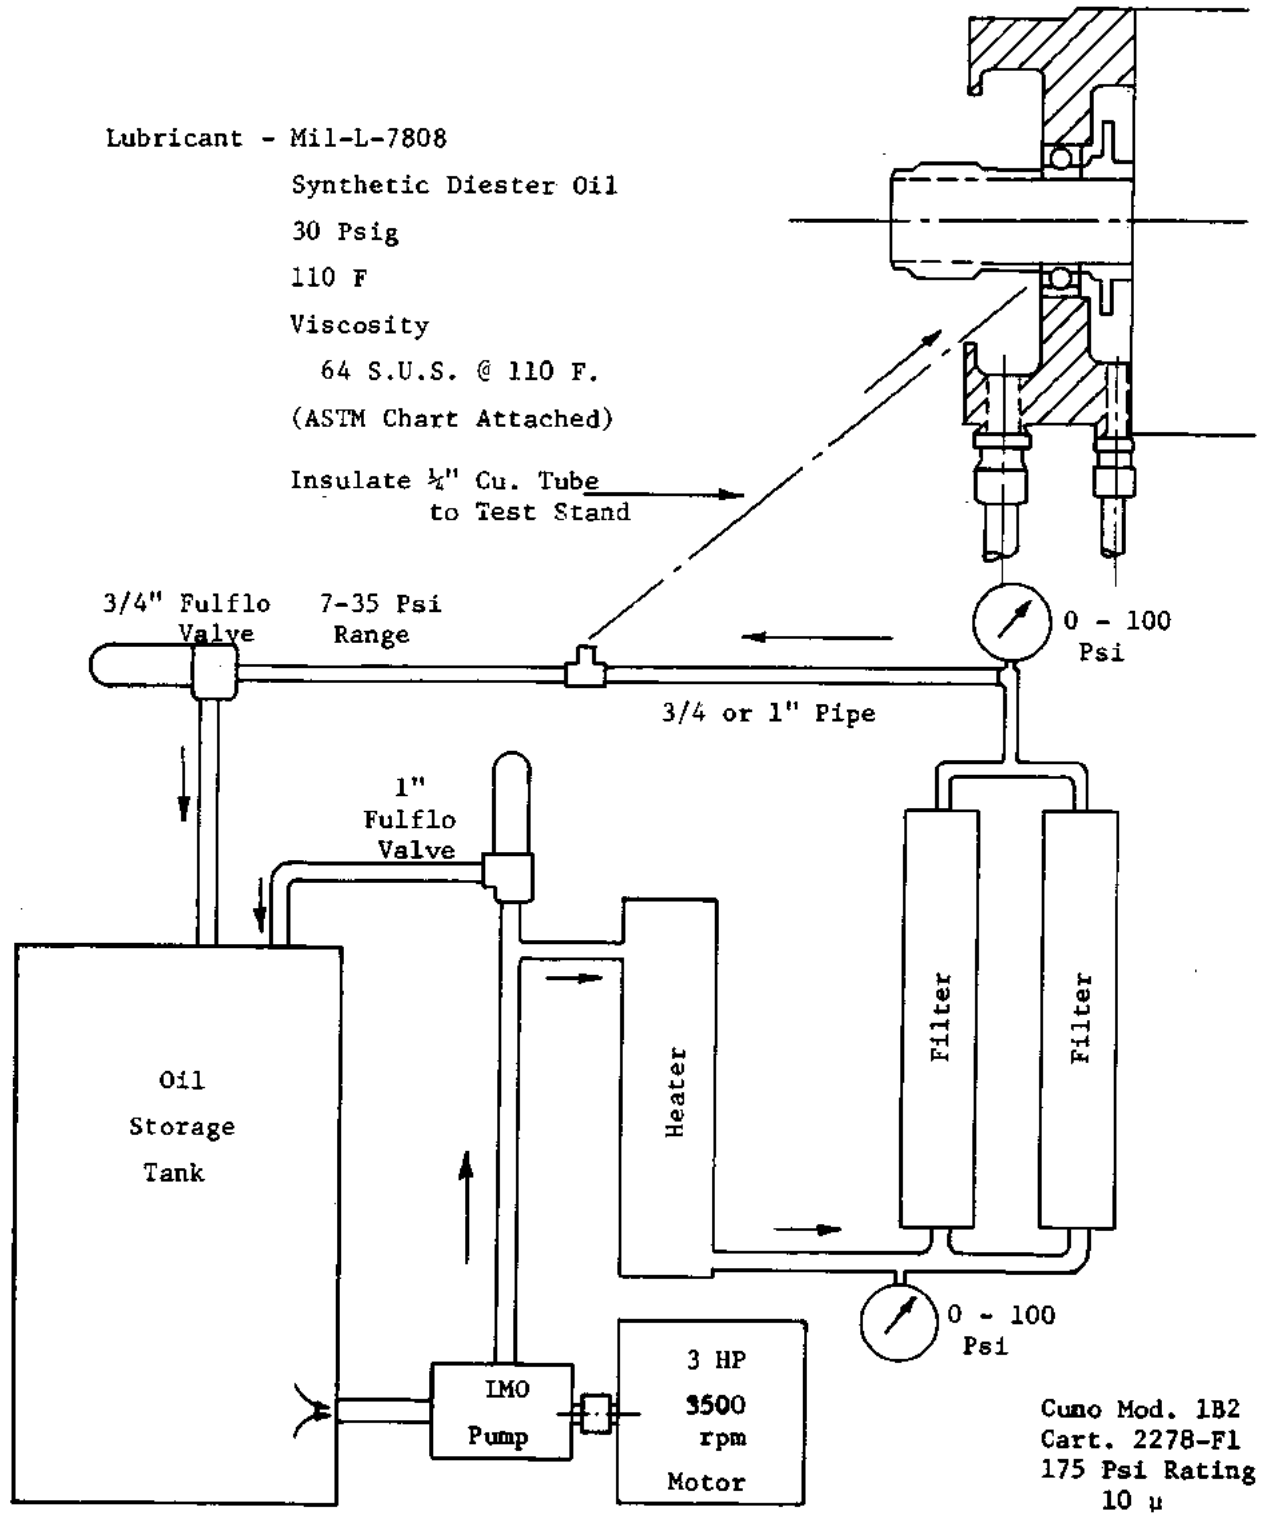 Lubricant - Mil-L-7808
Synthetic Diester Oil
30 Psig
110 F
Viscosity
64 S.U.S. @ 110 F.
(ASTM Chart Attached)
Insulate ¼" Cu. Tube
to Test Stand
3/4" Fulflo
Valve
7-35 Psi
Range
0 - 100
Psi
3/4 or 1" Pipe
1"
Fulflo
Valve
Oil
Storage
Tank
Heater
Filter
Filter
0 - 100
Psi
IMO
Pump
3 HP
3500
rpm
Motor
Cuno Mod. 1B2
Cart. 2278-F1
175 Psi Rating
10 μ